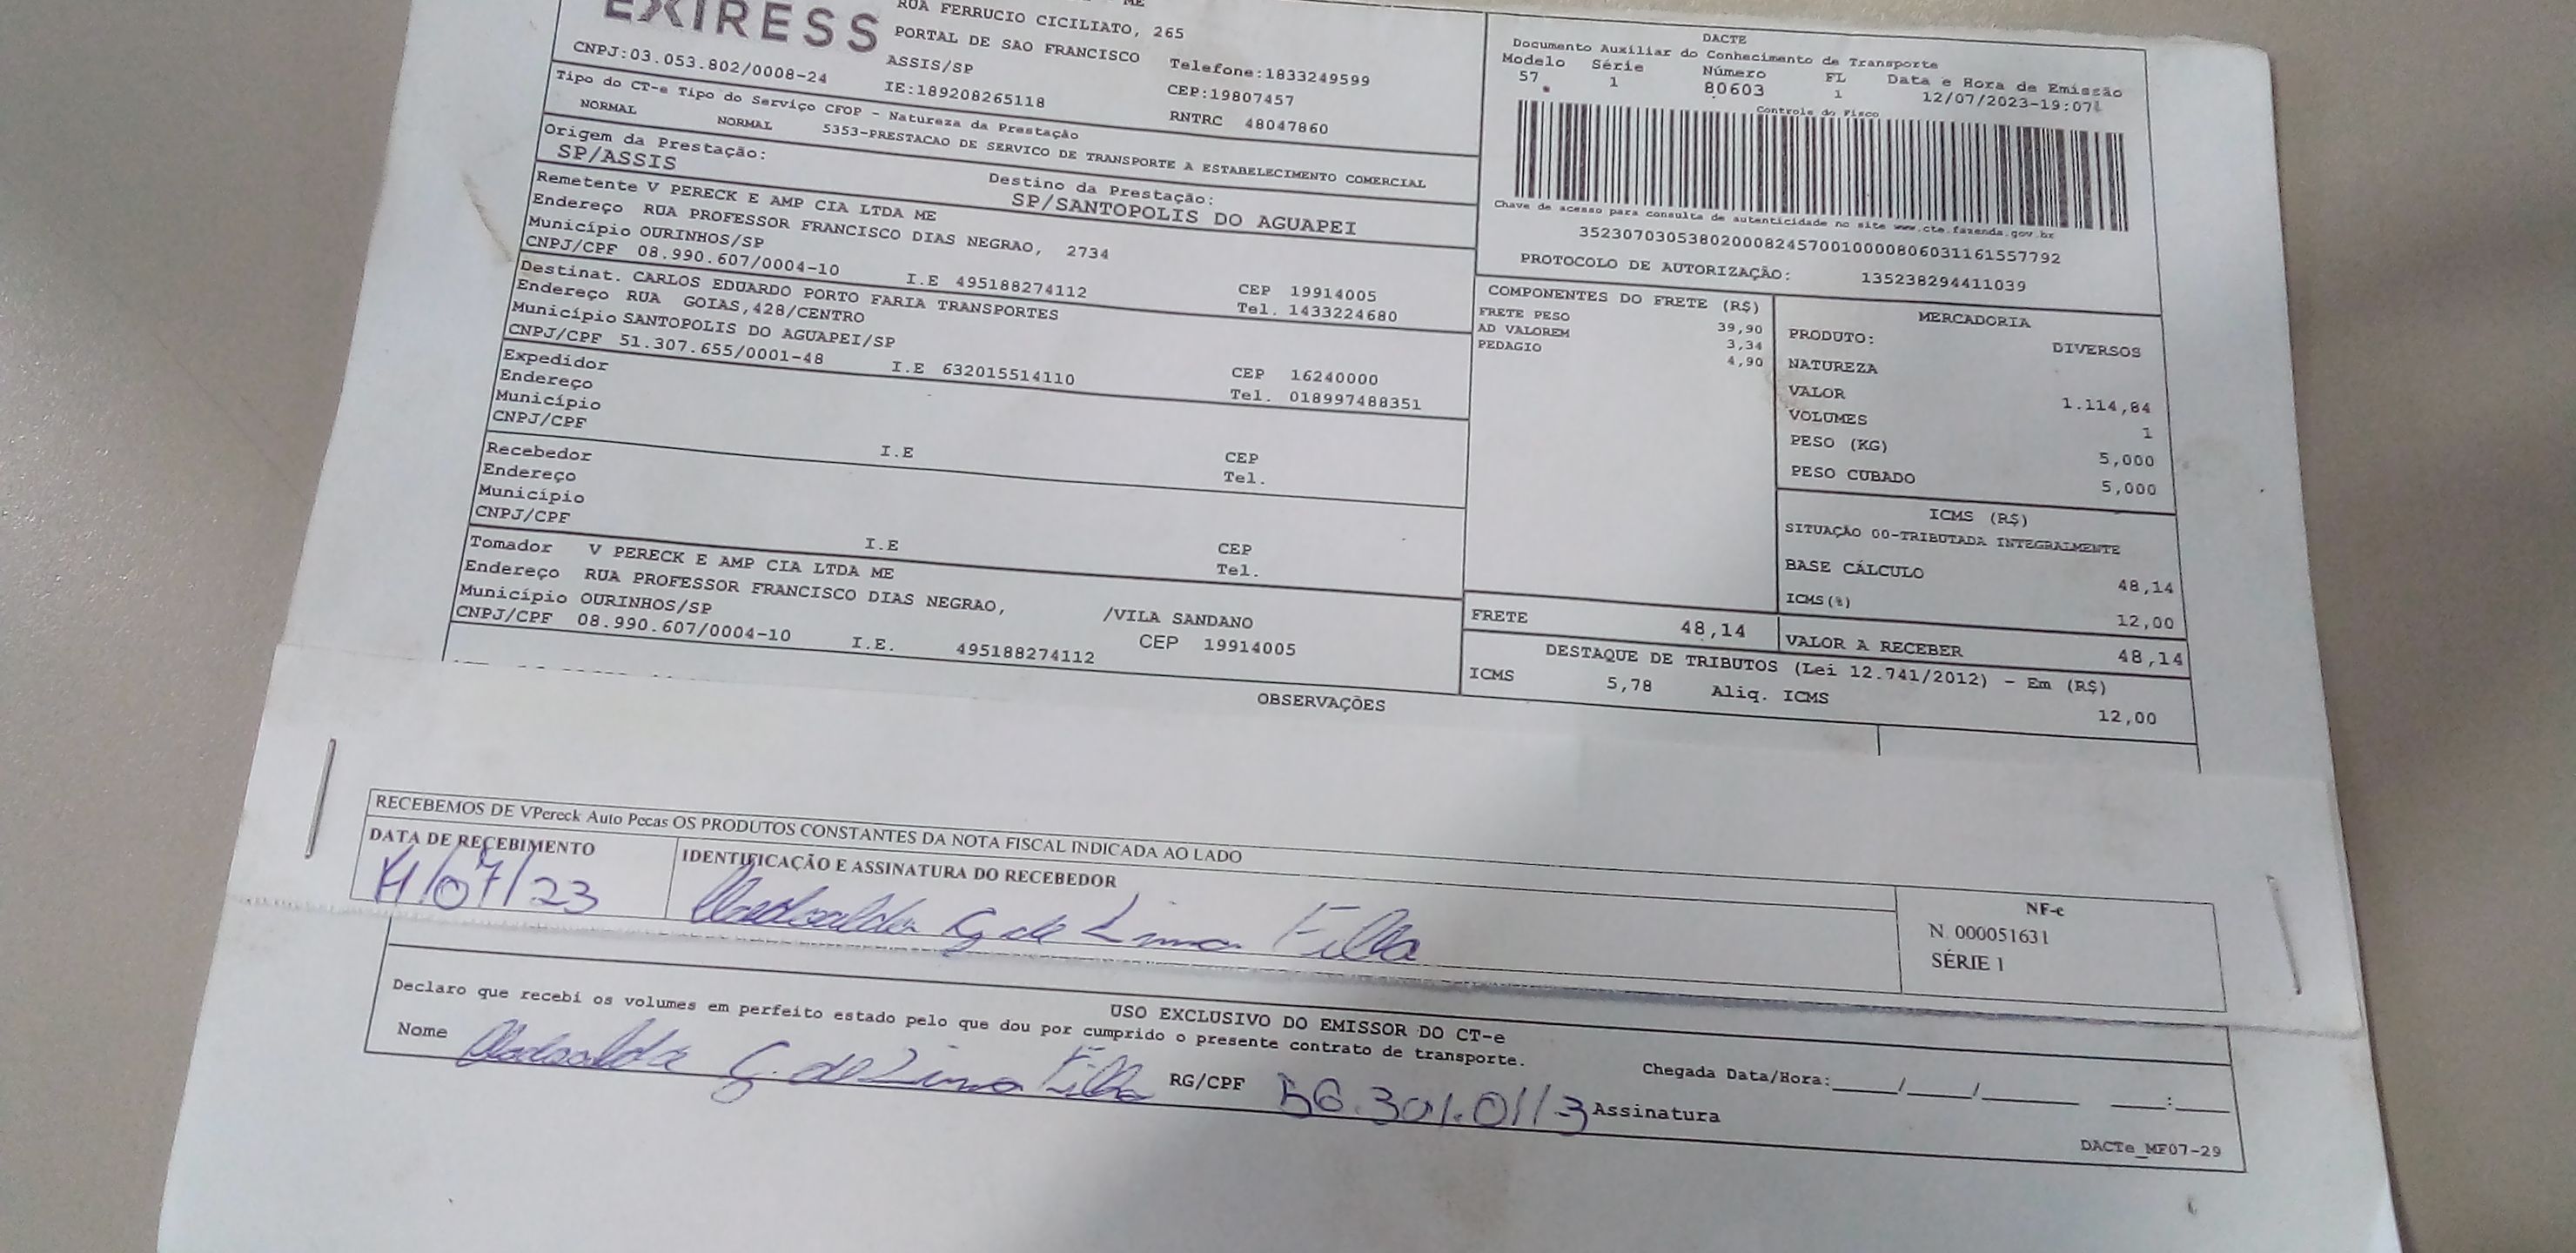 ME
EXIRESS
RUA FERRUCIO CICILIATO, 265
PORTAL DE SAO FRANCISCO
ASSIS/SP
Telefone:1833249599
CNPJ:03.053.802/0008-24
IE:189208265118
CEP:19807457
RNTRC 48047860
Tipo do CT-e Tipo do Serviço CFOP - Natureza da Prestação
NORMAL NORMAL 5353-PRESTACAO DE SERVICO DE TRANSPORTE A ESTABELECIMENTO COMERCIAL
Origem da Prestação:
SP/ASSIS
Destino da Prestação:
SP/SANTOPOLIS DO AGUAPEI
Remetente V PERECK E AMP CIA LTDA ME
Endereço RUA PROFESSOR FRANCISCO DIAS NEGRAO, 2734
Município OURINHOS/SP CEP 19914005
CNPJ/CPF 08.990.607/0004-10 I.E 495188274112 Tel. 1433224680
Destinat. CARLOS EDUARDO PORTO FARIA TRANSPORTES
Endereço RUA GOIAS,428/CENTRO
Município SANTOPOLIS DO AGUAPEI/SP CEP 16240000
CNPJ/CPF 51.307.655/0001-48 I.E 632015514110 Tel. 018997488351
Expedidor
Endereço
Município CEP
CNPJ/CPF I.E Tel.
Recebedor
Endereço
Município CEP
CNPJ/CPF I.E Tel.
Tomador V PERECK E AMP CIA LTDA ME
Endereço RUA PROFESSOR FRANCISCO DIAS NEGRAO, /VILA SANDANO
Município OURINHOS/SP CEP 19914005
CNPJ/CPF 08.990.607/0004-10 I.E. 495188274112
OBSERVAÇÕES
DACTE
Documento Auxiliar do Conhecimento de Transporte
Modelo Série Número FL Data e Hora de Emissão
57 1 80603 1 12/07/2023-19:07
Controle do Fisco
Chave de acesso para consulta de autenticidade no site www.cte.fazenda.gov.br
35230703053802000824570010000806031161557792
PROTOCOLO DE AUTORIZAÇÃO: 135238294411039
COMPONENTES DO FRETE (R$)
FRETE PESO 39,90
AD VALOREM 3,34
PEDAGIO 4,90
MERCADORIA
PRODUTO: DIVERSOS
NATUREZA
VALOR 1.114,84
VOLUMES 1
PESO (KG) 5,000
PESO CUBADO 5,000
ICMS (R$)
SITUAÇÃO 00-TRIBUTADA INTEGRALMENTE
BASE CÁLCULO 48,14
ICMS(%) 12,00
FRETE 48,14 VALOR A RECEBER 48,14
DESTAQUE DE TRIBUTOS (Lei 12.741/2012) - Em (R$)
ICMS 5,78 Aliq. ICMS 12,00
RECEBEMOS DE VPereck Auto Pecas OS PRODUTOS CONSTANTES DA NOTA FISCAL INDICADA AO LADO
DATA DE RECEBIMENTO
/07/23
IDENTIFICAÇÃO E ASSINATURA DO RECEBEDOR
G de Lima Filho
NF-e
N. 000051631
SÉRIE 1
USO EXCLUSIVO DO EMISSOR DO CT-e
Declaro que recebi os volumes em perfeito estado pelo que dou por cumprido o presente contrato de transporte.
Nome G. de Lima Filho RG/CPF 56.301.011/3 Assinatura
Chegada Data/Hora:____/____/______ ___:___
DACTe_MF07-29